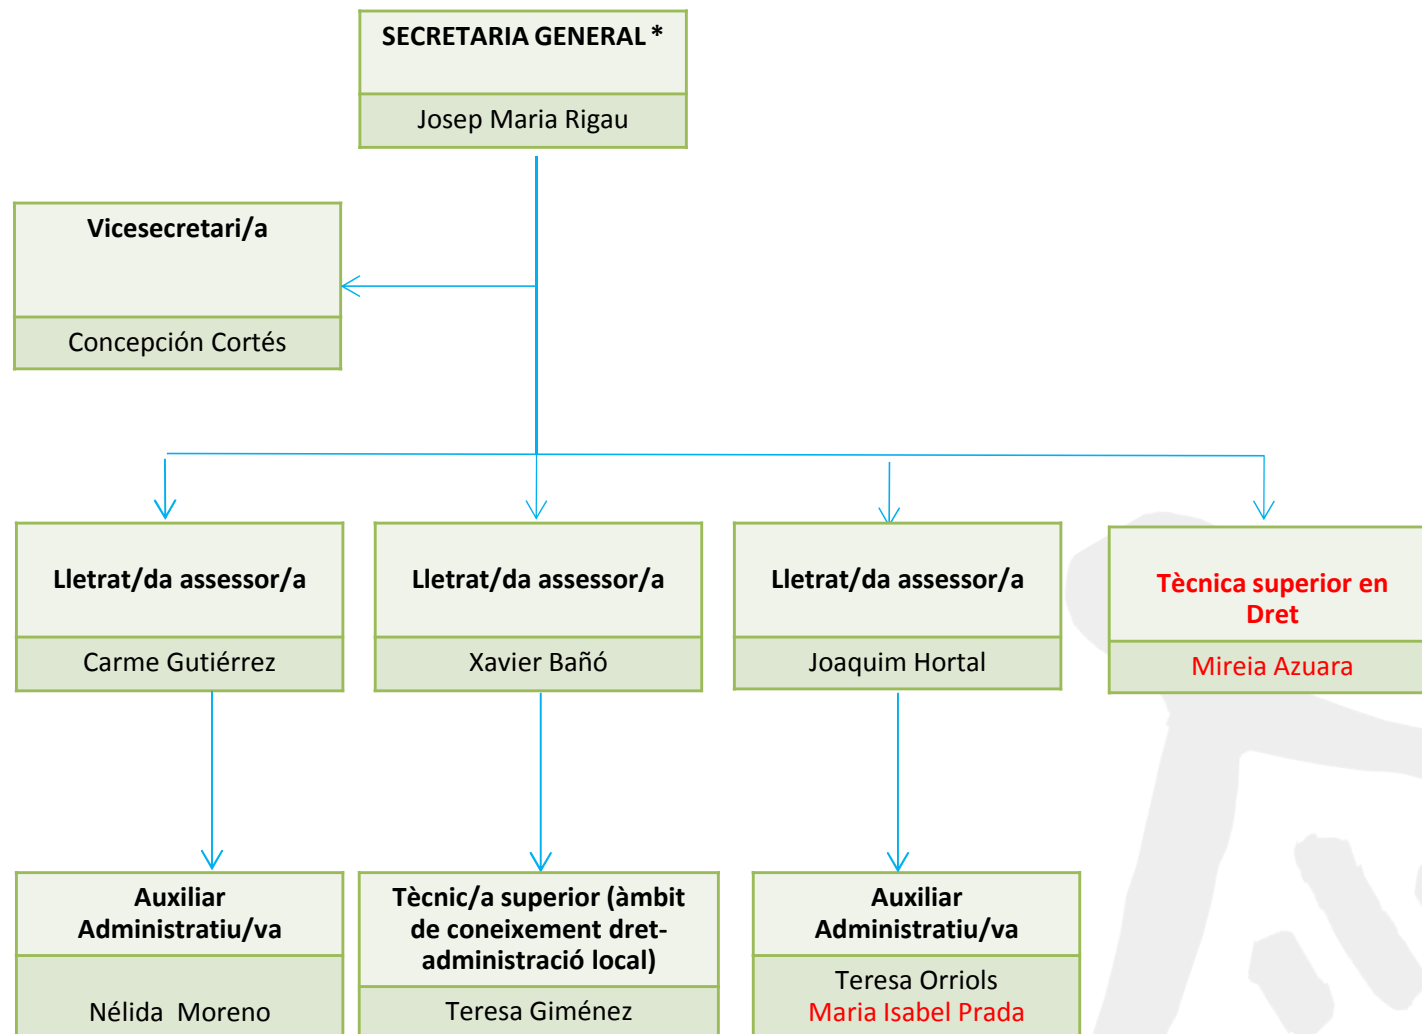 SECRETARIA GENERAL *
Josep Maria Rigau
Vicesecretari/a
Concepción Cortés
Lletrat/da assessor/a
Carme Gutiérrez
Lletrat/da assessor/a
Xavier Bañó
Lletrat/da assessor/a
Joaquim Hortal
Tècnica superior en
Dret
Mireia Azuara
Auxiliar
Administratiu/va
Nélida Moreno
Tècnic/a superior (àmbit
de coneixement dret-
administració local)
Teresa Giménez
Auxiliar
Administratiu/va
Teresa Orriols
Maria Isabel Prada